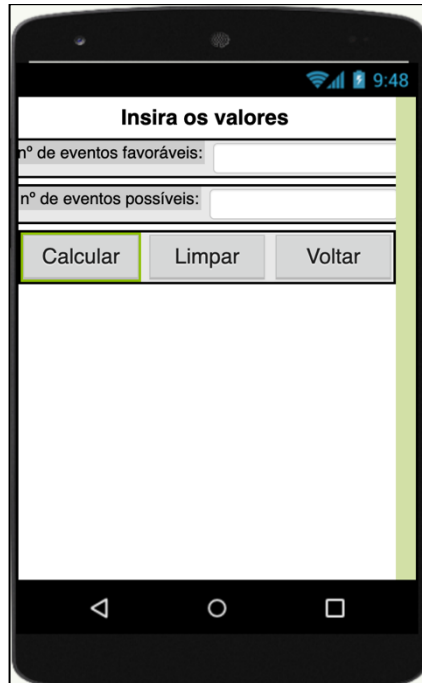 9:48
Insira os valores
nº de eventos favoráveis:
nº de eventos possíveis:
Calcular Limpar Voltar